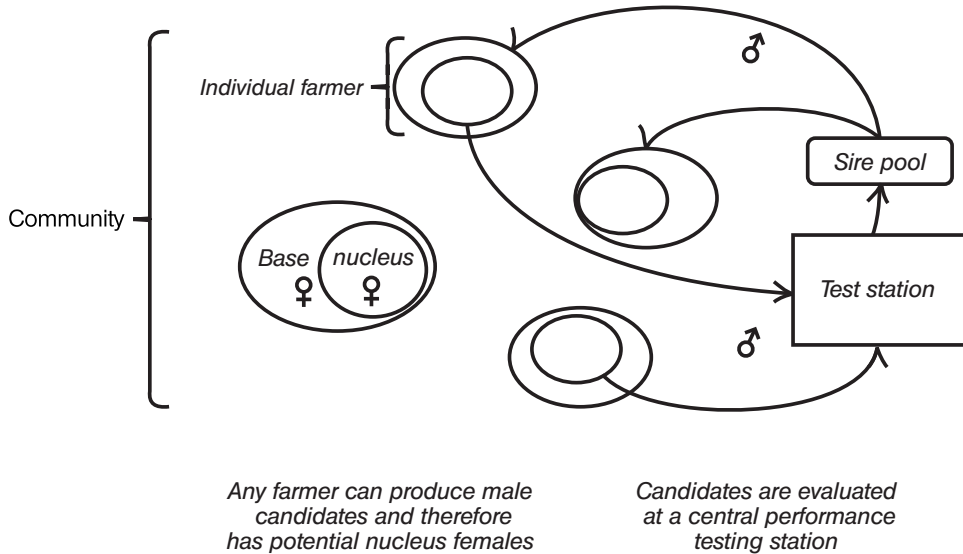 Individual farmer
Sire pool
Community
Base nucleus
Test station
Any farmer can produce male
candidates and therefore
has potential nucleus females
Candidates are evaluated
at a central performance
testing station